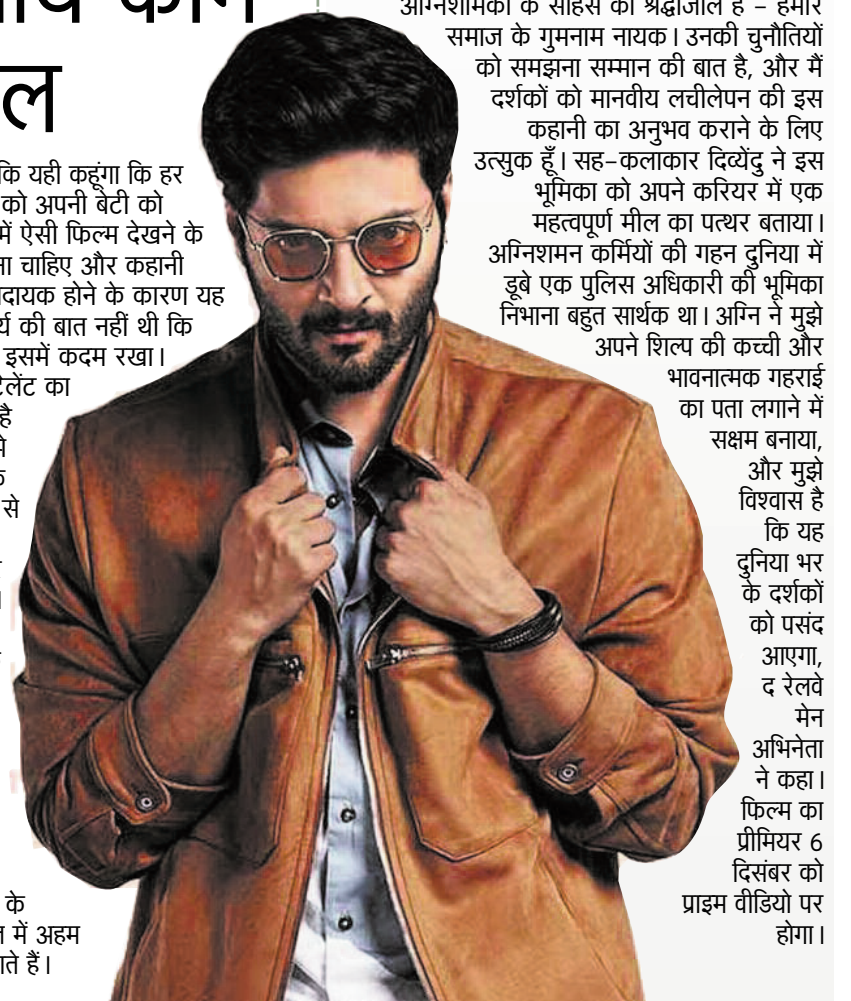 ल
कि यही कहूंगा कि हर
को अपनी बेटी को
में ऐसी फिल्म देखने के
चाहिए और कहानी
होने के कारण यह
की बात नहीं थी कि
इसमें कदम रखा।
टैलेंट का
है
से
के
में अहम
हैं।
अग्निशामकों के साहस को श्रद्धांजलि है – हमारे
समाज के गुमनाम नायक। उनकी चुनौतियों
को समझना सम्मान की बात है, और मैं
दर्शकों को मानवीय लचीलेपन की इस
कहानी का अनुभव कराने के लिए
उत्सुक हूँ। सह–कलाकार दिव्येंदु ने इस
भूमिका को अपने करियर में एक
महत्वपूर्ण मील का पत्थर बताया।
अग्निशमन कर्मियों की गहन दुनिया में
डूबे एक पुलिस अधिकारी की भूमिका
निभाना बहुत सार्थक था। अग्नि ने मुझे
अपने शिल्प की कच्ची और
भावनात्मक गहराई
का पता लगाने में
सक्षम बनाया,
और मुझे
विश्वास है
कि यह
दुनिया भर
के दर्शकों
को पसंद
आएगा,
द रेलवे
मेन
अभिनेता
ने कहा।
फिल्म का
प्रीमियर 6
दिसंबर को
प्राइम वीडियो पर
होगा।